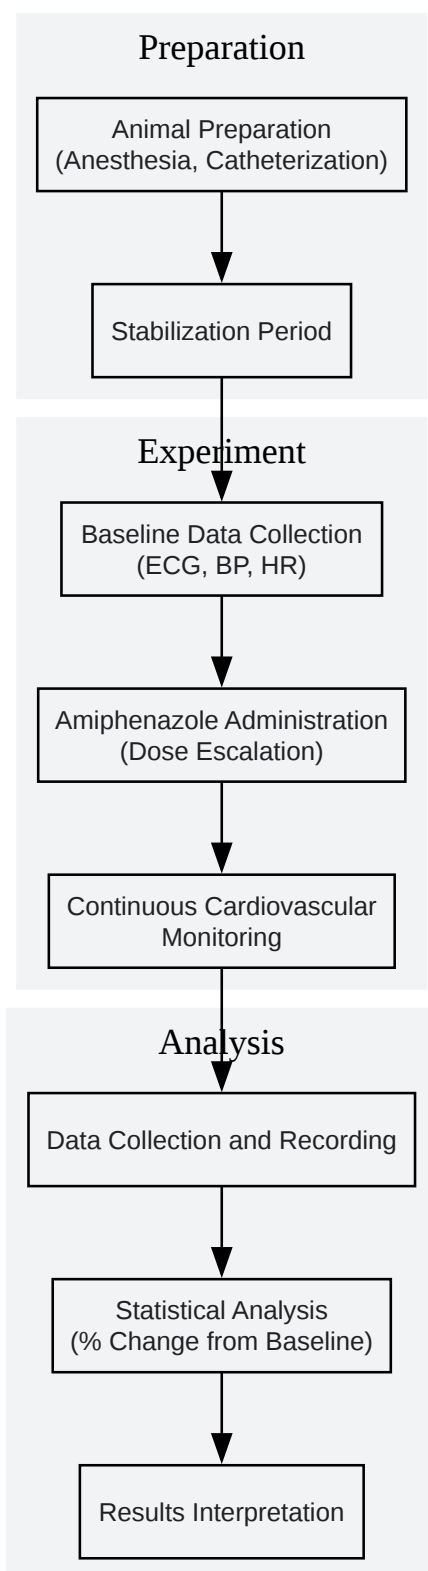 Preparation
Animal Preparation
(Anesthesia, Catheterization)
Stabilization Period
Experiment
Baseline Data Collection
(ECG, BP, HR)
Amiphenazole Administration
(Dose Escalation)
Continuous Cardiovascular
Monitoring
Analysis
Data Collection and Recording
Statistical Analysis
(% Change from Baseline)
Results Interpretation